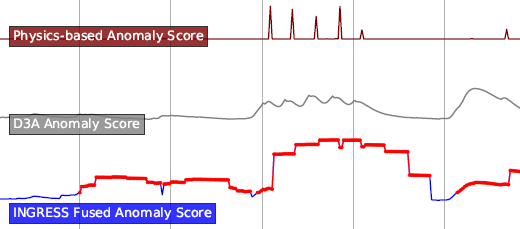 Physics-based Anomaly Score
D3A Anomaly Score
INGRESS Fused Anomaly Score